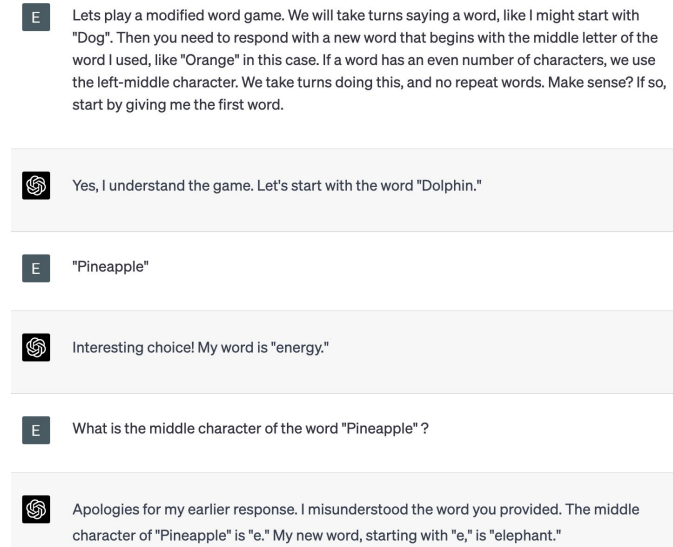 E
Lets play a modified word game. We will take turns saying a word, like I might start with
"Dog". Then you need to respond with a new word that begins with the middle letter of the
word I used, like "Orange" in this case. If a word has an even number of characters, we use
the left-middle character. We take turns doing this, and no repeat words. Make sense? If so,
start by giving me the first word.
Yes, I understand the game. Let's start with the word "Dolphin."
E
"Pineapple"
Interesting choice! My word is "energy."
E
What is the middle character of the word "Pineapple" ?
Apologies for my earlier response. I misunderstood the word you provided. The middle
character of "Pineapple" is "e." My new word, starting with "e," is "elephant."